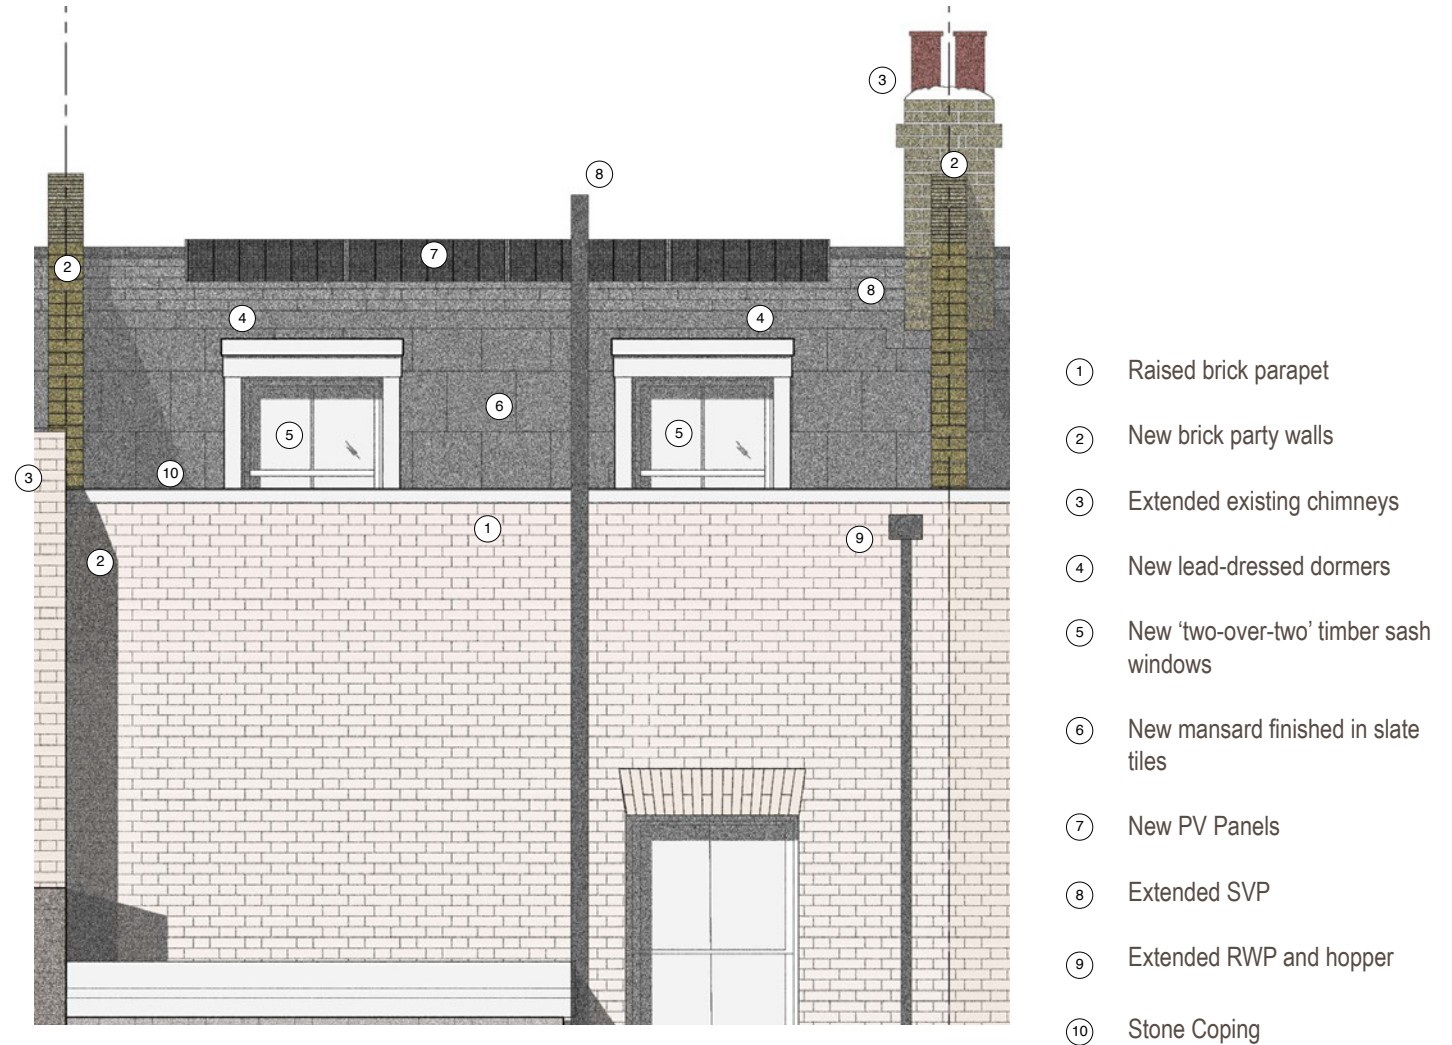 3
2
8
7
2
8
4
4
6
5
5
10
3
1
9
2
1 Raised brick parapet
2 New brick party walls
3 Extended existing chimneys
4 New lead-dressed dormers
5 New ‘two-over-two’ timber sash
windows
6 New mansard finished in slate
tiles
7 New PV Panels
8 Extended SVP
9 Extended RWP and hopper
10 Stone Coping